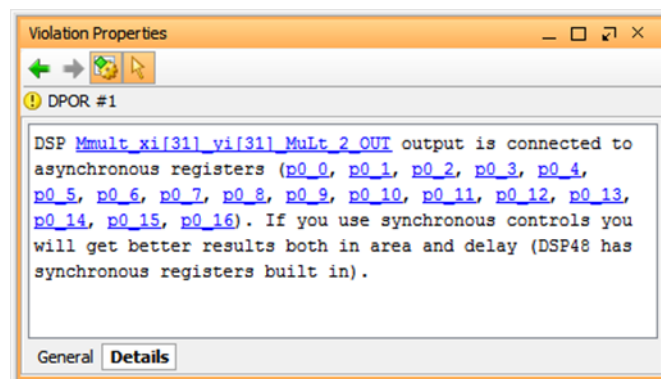 Violation Properties
DPOR #1
DSP Mmult_xi[31]_yi[31]_MuLt_2_OUT output is connected to
asynchronous registers (p0_0, p0_1, p0_2, p0_3, p0_4,
p0_5, p0_6, p0_7, p0_8, p0_9, p0_10, p0_11, p0_12, p0_13,
p0_14, p0_15, p0_16). If you use synchronous controls you
will get better results both in area and delay (DSP48 has
synchronous registers built in).
General Details